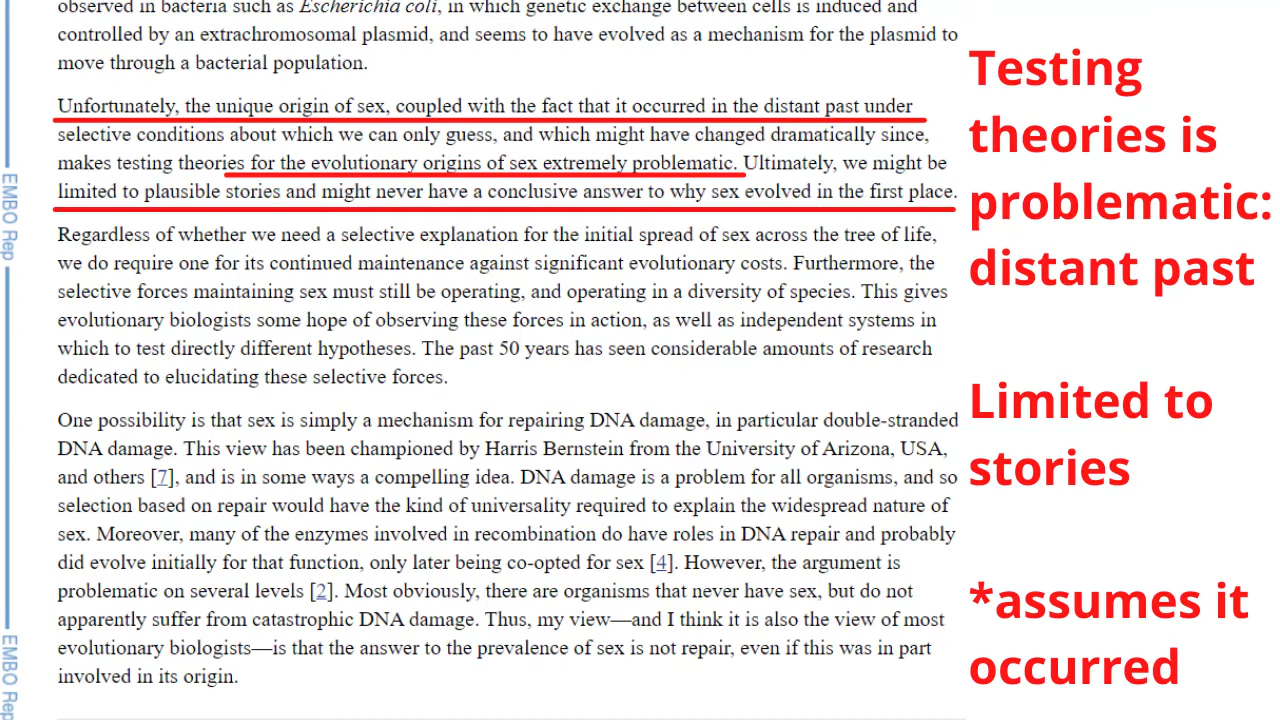 observed in bacteria such as Escherichia coli, in which genetic exchange between cells is induced and
controlled by an extrachromosomal plasmid, and seems to have evolved as a mechanism for the plasmid to
move through a bacterial population.
Unfortunately, the unique origin of sex, coupled with the fact that it occurred in the distant past under
selective conditions about which we can only guess, and which might have changed dramatically since,
makes testing theories for the evolutionary origins of sex extremely problematic. Ultimately, we might be
limited to plausible stories and might never have a conclusive answer to why sex evolved in the first place.
Regardless of whether we need a selective explanation for the initial spread of sex across the tree of life,
we do require one for its continued maintenance against significant evolutionary costs. Furthermore, the
selective forces maintaining sex must still be operating, and operating in a diversity of species. This gives
evolutionary biologists some hope of observing these forces in action, as well as independent systems in
which to test directly different hypotheses. The past 50 years has seen considerable amounts of research
dedicated to elucidating these selective forces.
One possibility is that sex is simply a mechanism for repairing DNA damage, in particular double-stranded
DNA damage. This view has been championed by Harris Bernstein from the University of Arizona, USA,
and others [7], and is in some ways a compelling idea. DNA damage is a problem for all organisms, and so
selection based on repair would have the kind of universality required to explain the widespread nature of
sex. Moreover, many of the enzymes involved in recombination do have roles in DNA repair and probably
did evolve initially for that function, only later being co-opted for sex [4]. However, the argument is
problematic on several levels [2]. Most obviously, there are organisms that never have sex, but do not
apparently suffer from catastrophic DNA damage. Thus, my view—and I think it is also the view of most
evolutionary biologists—is that the answer to the prevalence of sex is not repair, even if this was in part
involved in its origin.
EMBO Rep
EMBO Rep
Testing
theories is
problematic:
distant past
Limited to
stories
*assumes it
occurred